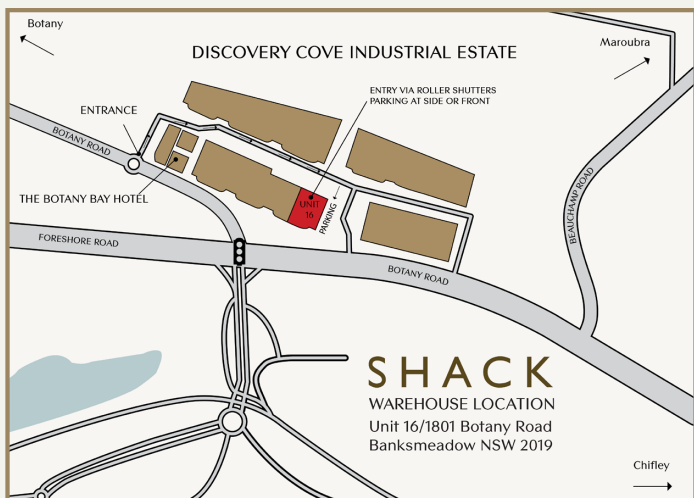 Botany
DISCOVERY COVE INDUSTRIAL ESTATE
Maroubra
ENTRY VIA ROLLER SHUTTERS
PARKING AT SIDE OR FRONT
ENTRANCE
BOTANY ROAD
THE BOTANY BAY HOTEL
UNIT
16
PARKING
BEAUCHAMP ROAD
FORESHORE ROAD
BOTANY ROAD
SHACK
WAREHOUSE LOCATION
Unit 16/1801 Botany Road
Banksmeadow NSW 2019
Chifley